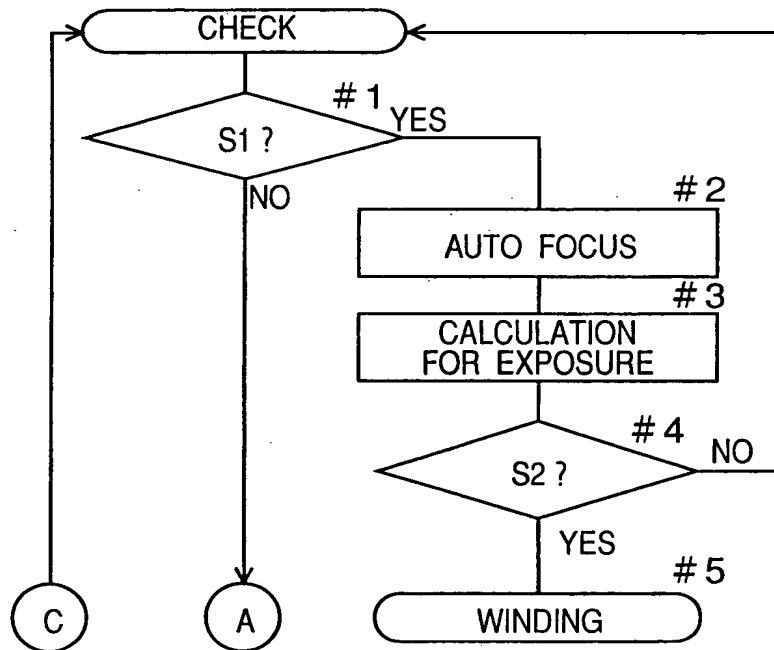 CHECK
#1
S1 ?
YES
NO
#2
AUTO FOCUS
#3
CALCULATION
FOR EXPOSURE
#4
S2 ?
NO
YES
#5
C
A
WINDING